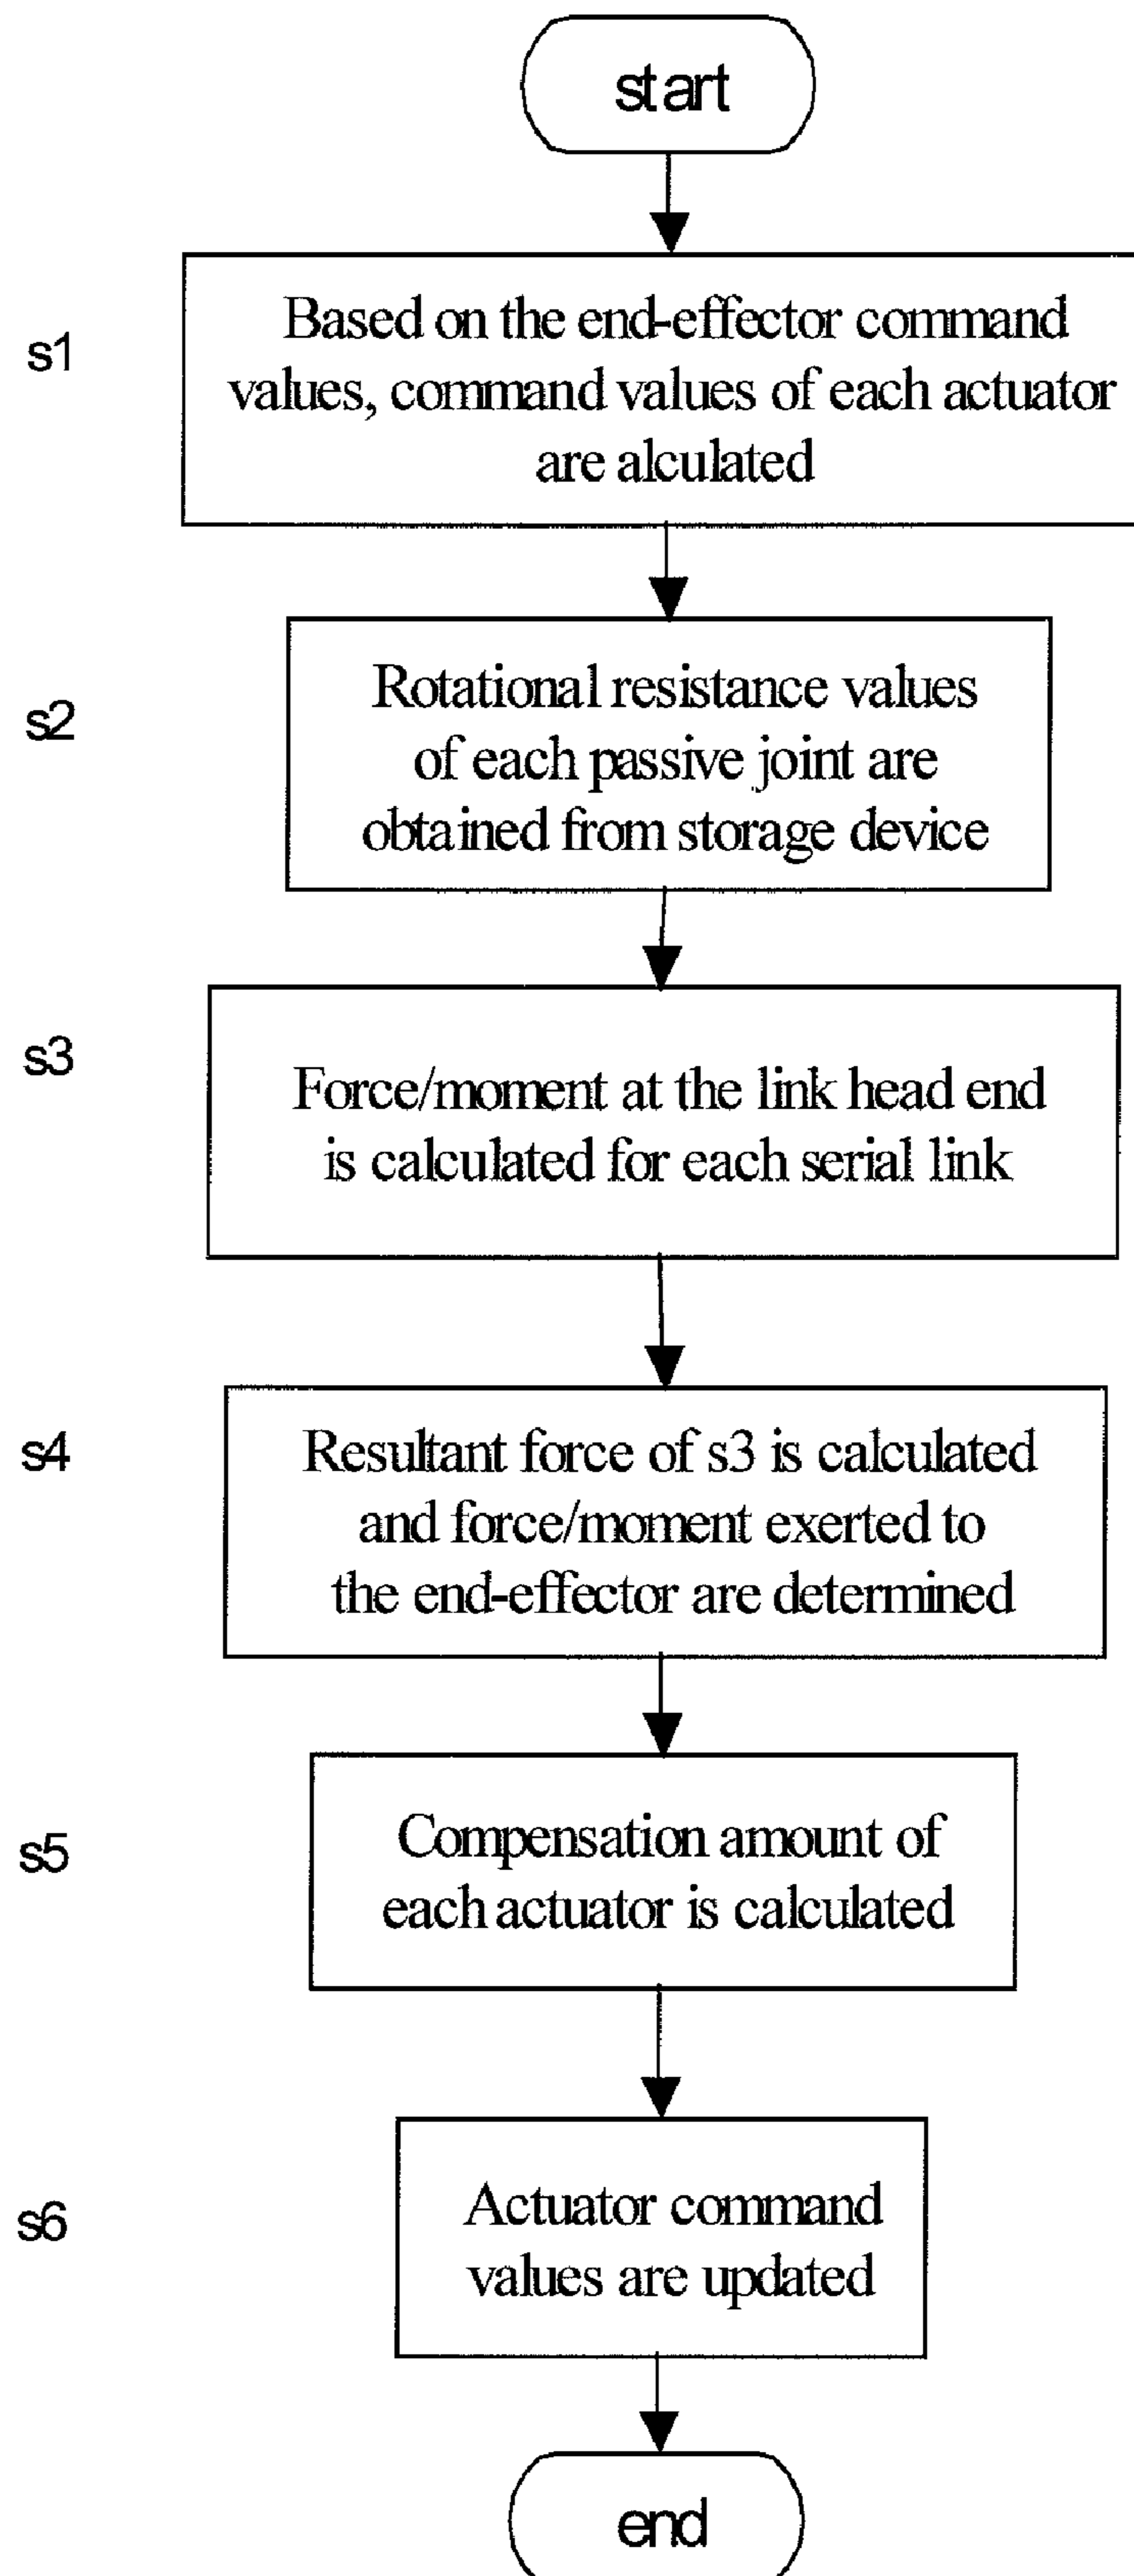 start
s1
Based on the end-effector command
values, command values of each actuator
are alculated
s2
Rotational resistance values
of each passive joint are
obtained from storage device
s3
Force/moment at the link head end
is calculated for each serial link
s4
Resultant force of s3 is calculated
and force/moment exerted to
the end-effector are determined
s5
Compensation amount of
each actuator is calculated
s6
Actuator command
values are updated
end